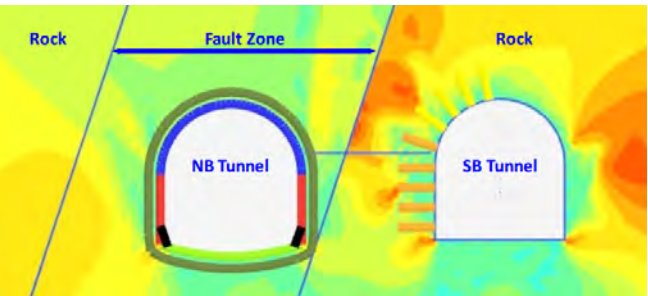 Rock
Fault Zone
Rock
NB Tunnel
SB Tunnel